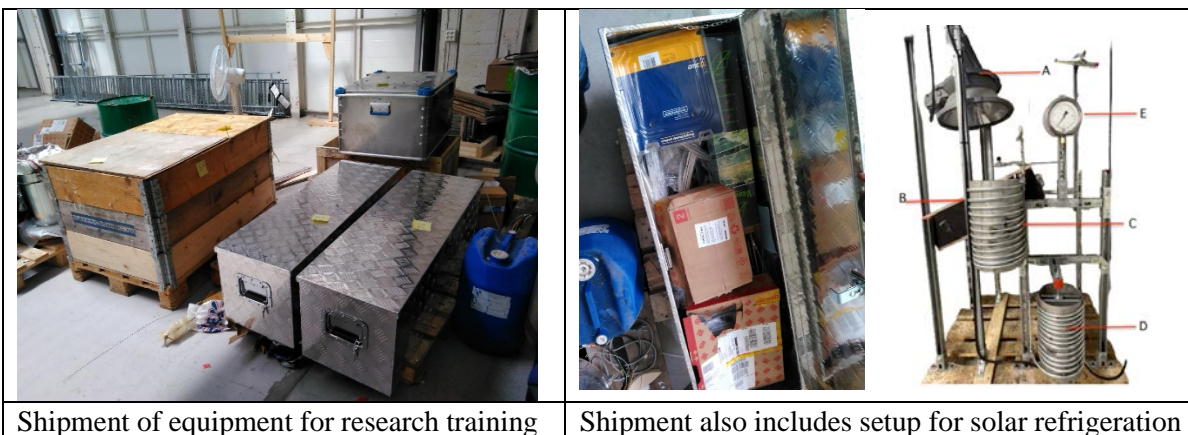 A
E
B
C
D
Shipment of equipment for research training
Shipment also includes setup for solar refrigeration